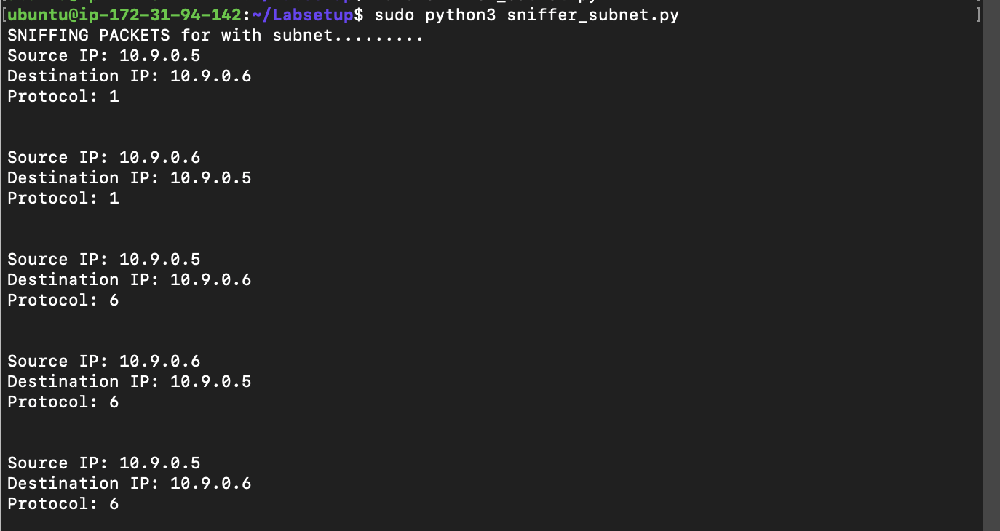 [ubuntu@ip-172-31-94-142:~/Labsetup$ sudo python3 sniffer_subnet.py ]
SNIFFING PACKETS for with subnet.........
Source IP: 10.9.0.5
Destination IP: 10.9.0.6
Protocol: 1
Source IP: 10.9.0.6
Destination IP: 10.9.0.5
Protocol: 1
Source IP: 10.9.0.5
Destination IP: 10.9.0.6
Protocol: 6
Source IP: 10.9.0.6
Destination IP: 10.9.0.5
Protocol: 6
Source IP: 10.9.0.5
Destination IP: 10.9.0.6
Protocol: 6